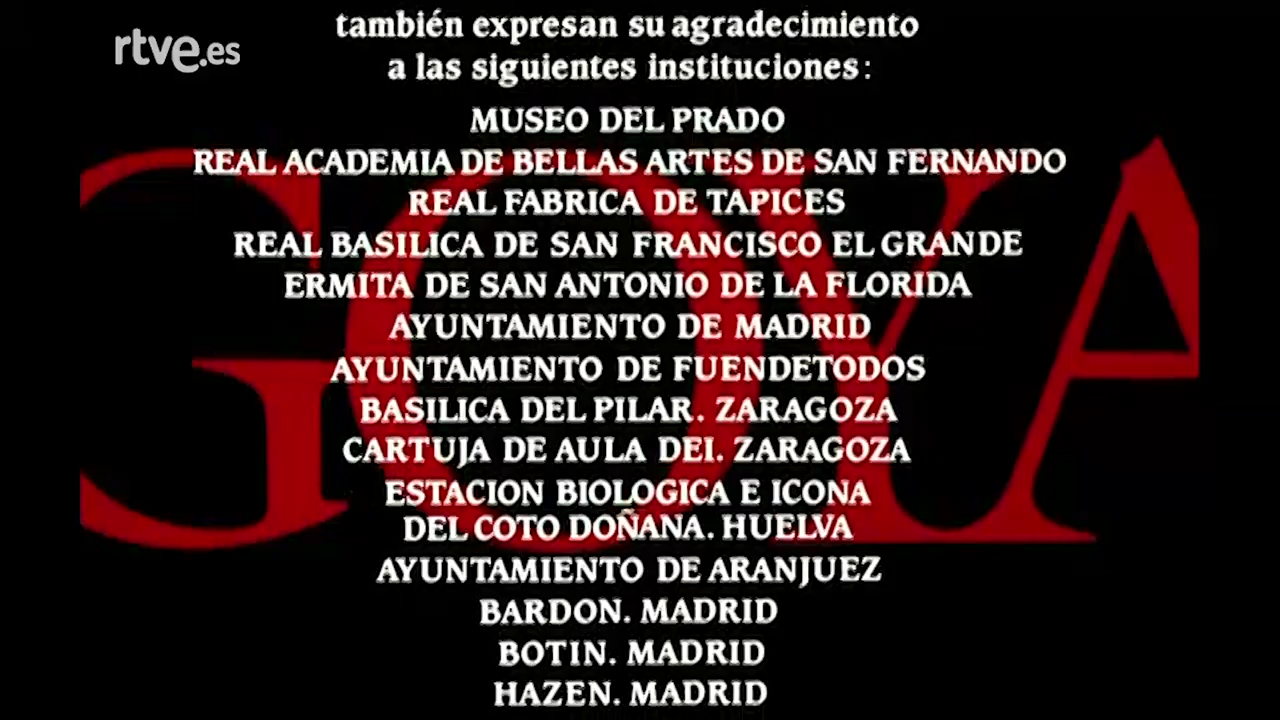 rtve.es
también expresan su agradecimiento
a las siguientes instituciones:
MUSEO DEL PRADO
REAL ACADEMIA DE BELLAS ARTES DE SAN FERNANDO
REAL FABRICA DE TAPICES
REAL BASILICA DE SAN FRANCISCO EL GRANDE
ERMITA DE SAN ANTONIO DE LA FLORIDA
AYUNTAMIENTO DE MADRID
AYUNTAMIENTO DE FUENDETODOS
BASILICA DEL PILAR. ZARAGOZA
CARTUJA DE AULA DEI. ZARAGOZA
ESTACION BIOLOGICA E ICONA
DEL COTO DOÑANA. HUELVA
AYUNTAMIENTO DE ARANJUEZ
BARDON. MADRID
BOTIN. MADRID
HAZEN. MADRID
GOYA